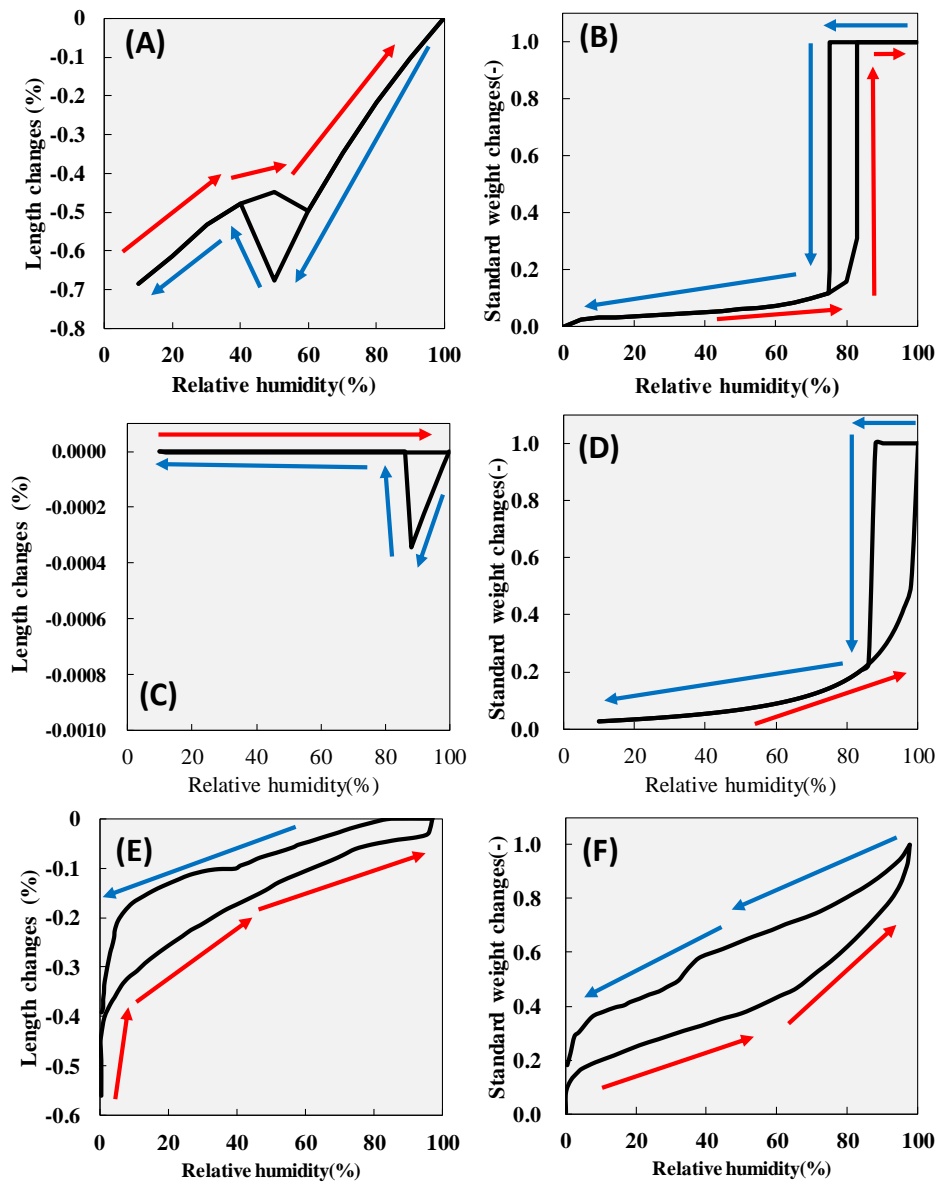 (A)
Length changes (%)
0
-0.1
-0.2
-0.3
-0.4
-0.5
-0.6
-0.7
-0.8
0 20 40 60 80 100
Relative humidity(%)
(B)
Standard weight changes(-)
1.0
0.8
0.6
0.4
0.2
0.0
0 20 40 60 80 100
Relative humidity(%)
(C)
Length changes (%)
0.0000
-0.0002
-0.0004
-0.0006
-0.0008
-0.0010
0 20 40 60 80 100
Relative humidity(%)
(D)
Standard weight changes(-)
1.0
0.8
0.6
0.4
0.2
0.0
0 20 40 60 80 100
Relative humidity(%)
(E)
Length changes (%)
0
-0.1
-0.2
-0.3
-0.4
-0.5
-0.6
0 20 40 60 80 100
Relative humidity(%)
(F)
Standard weight changes(-)
1.0
0.8
0.6
0.4
0.2
0.0
0 20 40 60 80 100
Relative humidity(%)